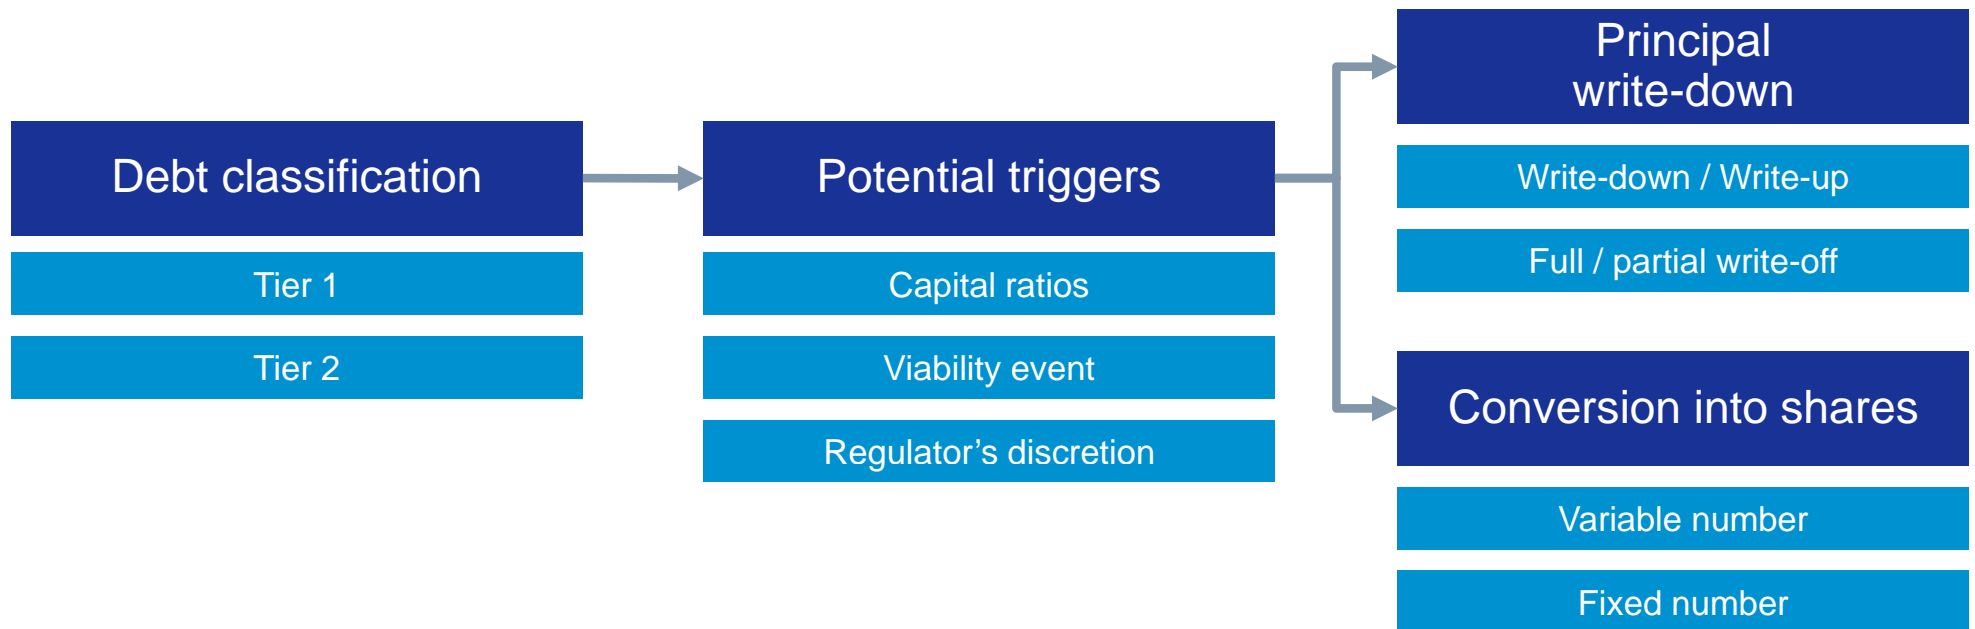 Debt classification
Tier 1
Tier 2
Potential triggers
Capital ratios
Viability event
Regulator’s discretion
Principal
write-down
Write-down / Write-up
Full / partial write-off
Conversion into shares
Variable number
Fixed number